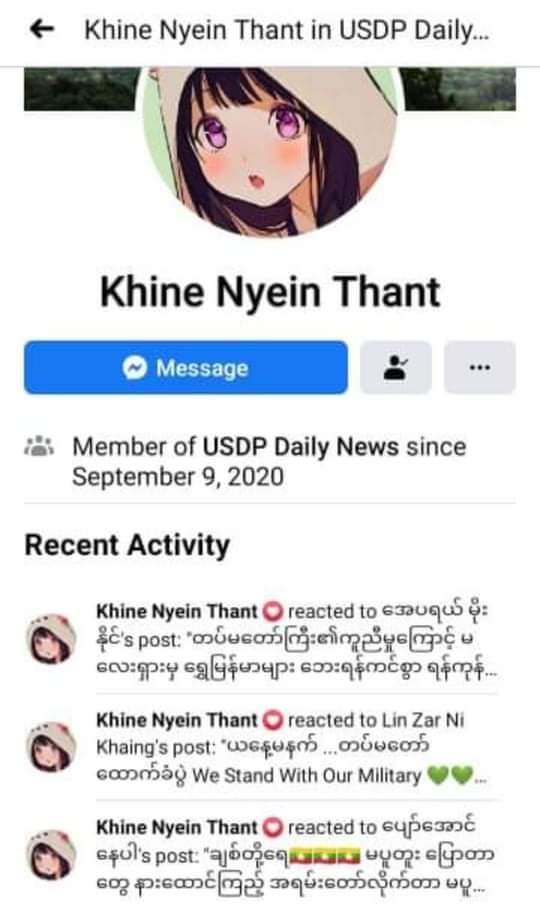 Khine Nyein Thant in USDP Daily...
Khine Nyein Thant
Message
Member of USDP Daily News since
September 9, 2020
Recent Activity
Khine Nyein Thant reacted to အေပရယ် မိုး
နိုင်'s post: "တပ်မတော်ကြီး၏ကူညီမှုကြောင့် မ
လေးရှားမှ ရွှေမြန်မာများ ဘေးရန်ကင်စွာ ရန်ကုန်...
Khine Nyein Thant reacted to Lin Zar Ni
Khaing's post: "ယနေ့မနက် ...တပ်မတော်
ထောက်ခံပွဲ We Stand With Our Military 💚💚...
Khine Nyein Thant reacted to ပျော်အောင်
နေပါ's post: "ချစ်တို့ရေ🇲🇲🇲🇲🇲🇲 မပူတူး ပြောတာ
တွေ နားထောင်ကြည့် အရမ်းတော်လိုက်တာ မပူ...